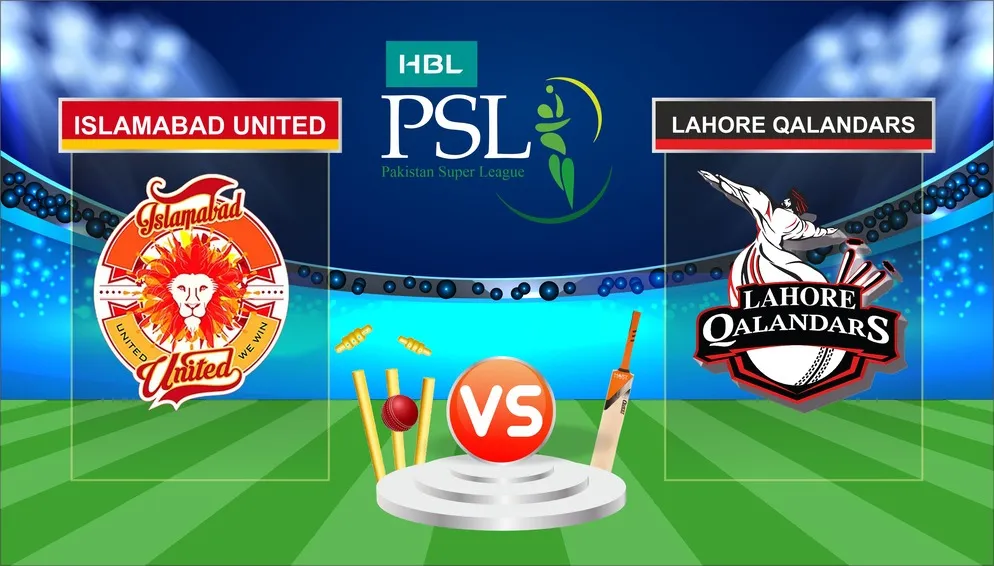 HBL
PSL
Pakistan Super League
ISLAMABAD UNITED
LAHORE QALANDARS
Islamabad
UNITED
WE WIN
United
LAHORE
QALANDARS
VS